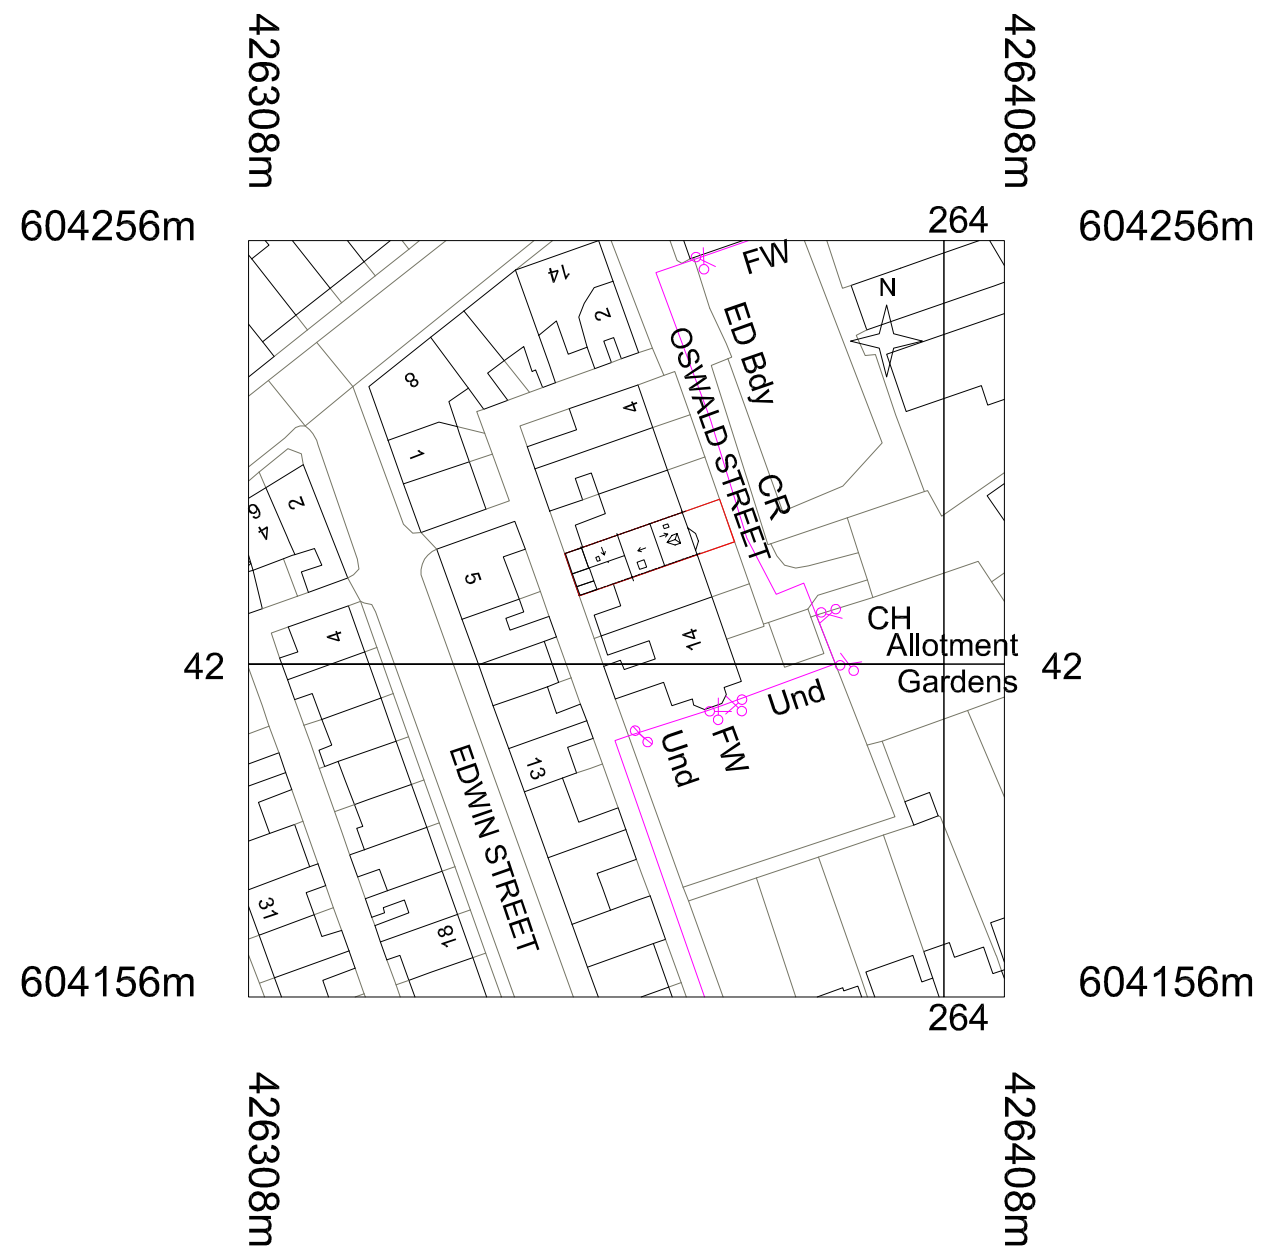 426308m
426408m
604256m
264
604256m
FW
N
14
2
ED Bdy
OSWALD STREET
8
4
1
CR
2
4
6
5
4
CH
Allotment
14
42
42
Gardens
Und
FW
Und
13
EDWIN STREET
31
18
604156m
604156m
264
426308m
426408m